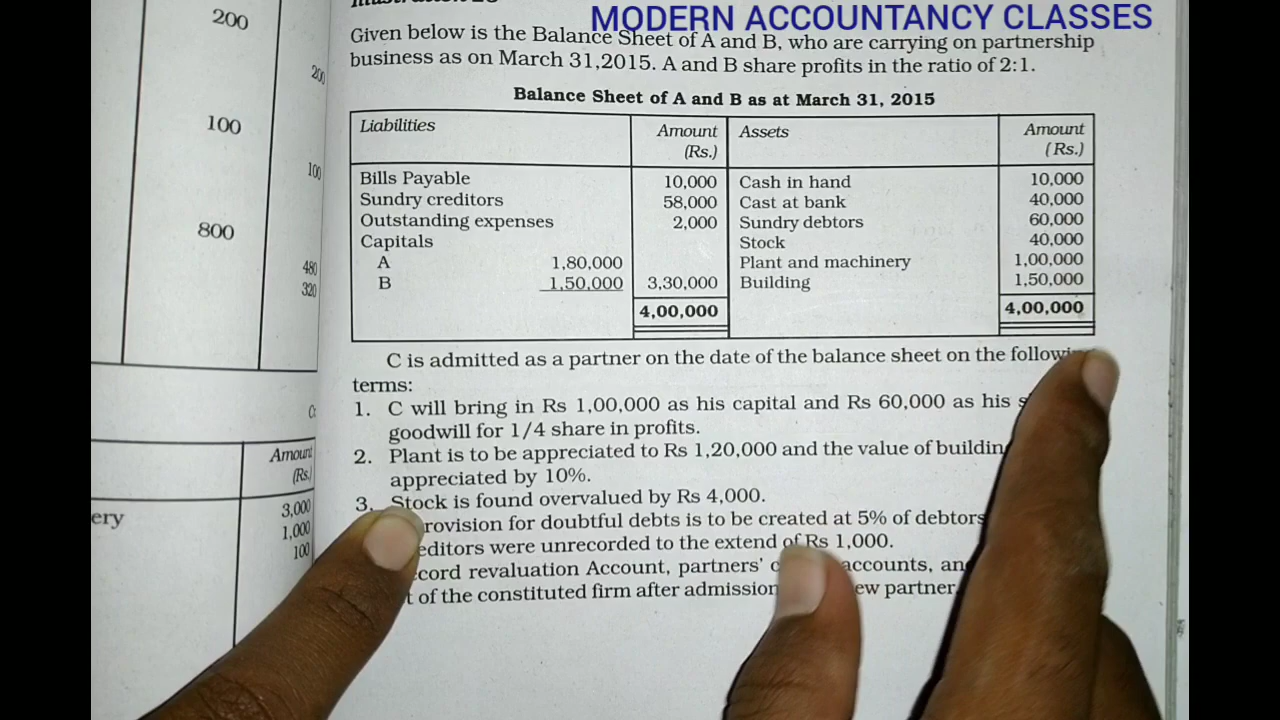 200
200
100
100
800
480
320
Amount
(Rs.)
3,000
ery
1,000
100
MODERN ACCOUNTANCY CLASSES
Given below is the Balance Sheet of A and B, who are carrying on partnership
business as on March 31,2015. A and B share profits in the ratio of 2:1.
Balance Sheet of A and B as at March 31, 2015
Liabilities Amount Assets Amount
(Rs.) (Rs.)
Bills Payable 10,000 Cash in hand 10,000
Sundry creditors 58,000 Cast at bank 40,000
Outstanding expenses 2,000 Sundry debtors 60,000
Capitals Stock 40,000
A 1,80,000 Plant and machinery 1,00,000
B 1,50,000 3,30,000 Building 1,50,000
4,00,000 4,00,000
C is admitted as a partner on the date of the balance sheet on the
terms:
1. C will bring in Rs 1,00,000 as his capital and Rs 60,000 as his
goodwill for 1/4 share in profits.
2. Plant is to be appreciated to Rs 1,20,000 and the value of
appreciated by 10%.
3. Stock is found overvalued by Rs 4,000.
rovision for doubtful debts is to be created at 5% of debtors
editors were unrecorded to the extend of Rs 1,000.
cord revaluation Account, partners' accounts,
t of the constituted firm after admission ew partner.